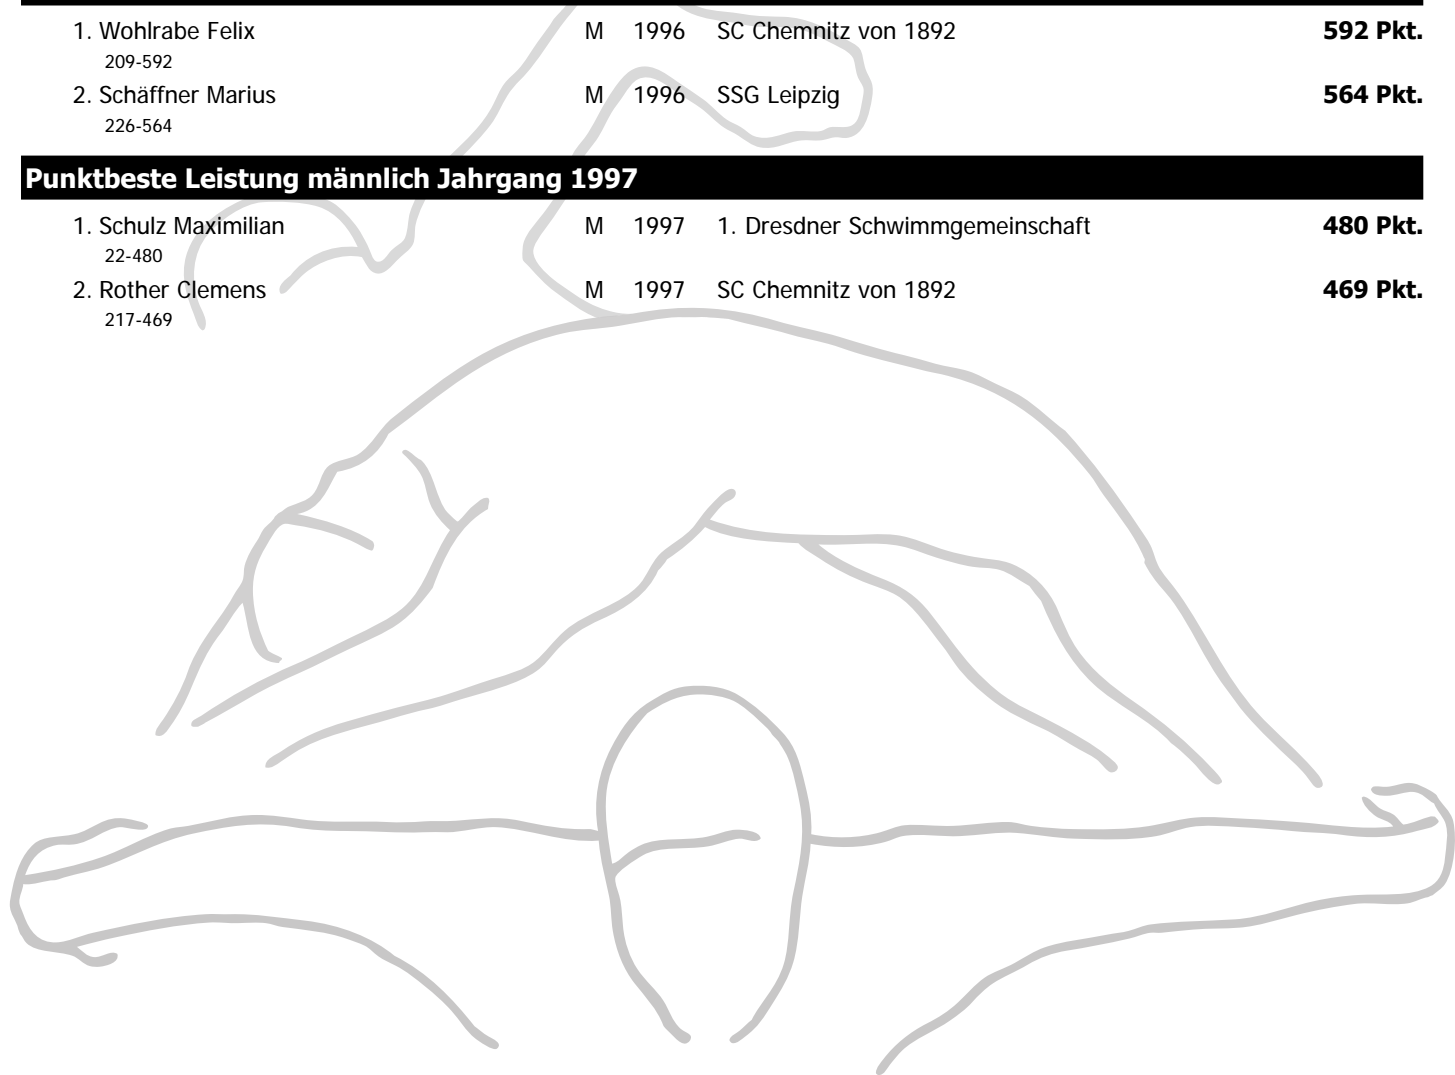 1. Wohlrabe Felix M 1996 SC Chemnitz von 1892 592 Pkt.
209-592
2. Schäffner Marius M 1996 SSG Leipzig 564 Pkt.
226-564
Punktbeste Leistung männlich Jahrgang 1997
1. Schulz Maximilian M 1997 1. Dresdner Schwimmgemeinschaft 480 Pkt.
22-480
2. Rother Clemens M 1997 SC Chemnitz von 1892 469 Pkt.
217-469